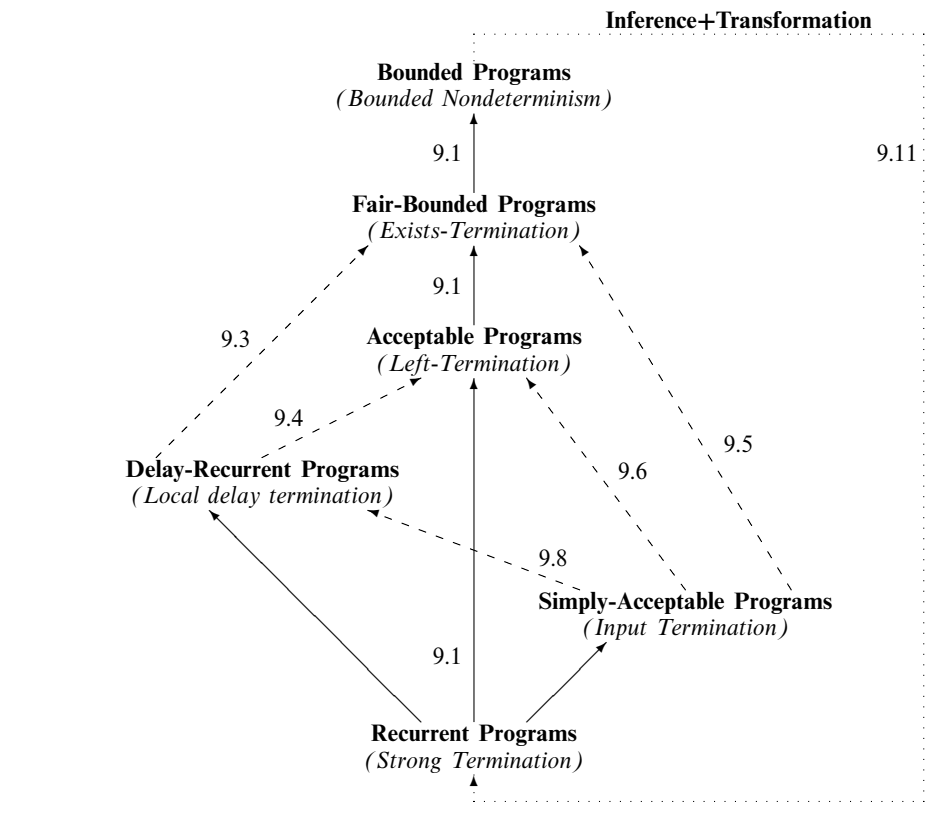 Inference+Transformation
Bounded Programs
(Bounded Nondeterminism)
9.1
9.11
Fair-Bounded Programs
(Exists-Termination)
9.1
9.3
Acceptable Programs
(Left-Termination)
9.4
9.5
Delay-Recurrent Programs
(Local delay termination)
9.6
9.8
Simply-Acceptable Programs
(Input Termination)
9.1
Recurrent Programs
(Strong Termination)